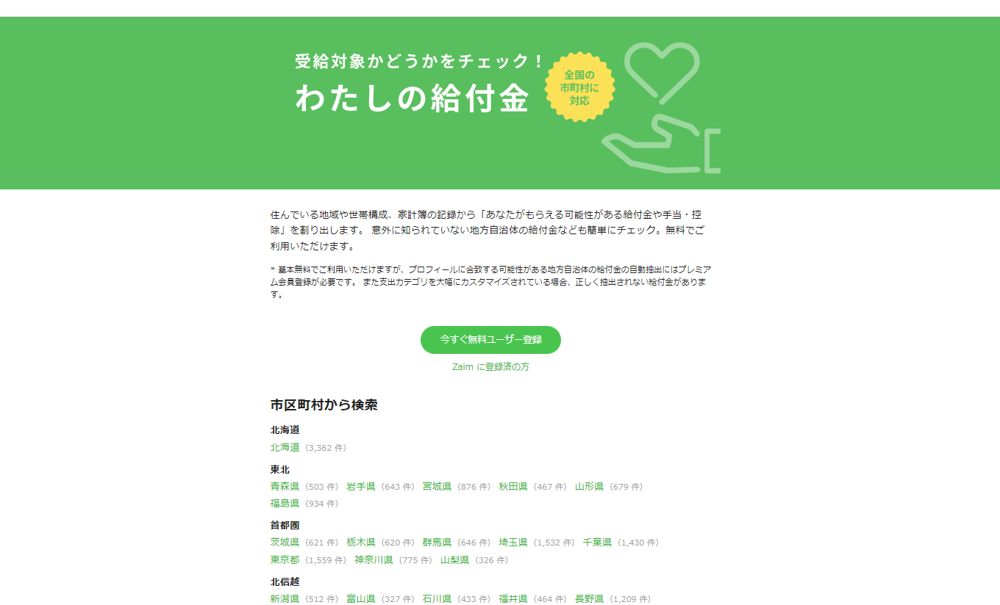 受給対象かどうかをチェック！
わたしの給付金
全国の
市町村に
対応
住んでいる地域や世帯構成、家計簿の記録から「あなたがもらえる可能性がある給付金や手当・控
除」を割り出します。 意外に知られていない地方自治体の給付金なども簡単にチェック。無料でご
利用いただけます。
* 基本無料でご利用いただけますが、プロフィールに合致する可能性がある地方自治体の給付金の自動抽出にはプレミア
ム会員登録が必要です。 また支出カテゴリを大幅にカスタマイズされている場合、正しく抽出されない給付金がありま
す。
今すぐ無料ユーザー登録
Zaim に登録済の方
市区町村から検索
北海道
北海道（3,362 件）
東北
青森県（503 件） 岩手県（643 件） 宮城県（876 件） 秋田県（467 件） 山形県（679 件）
福島県（934 件）
首都圏
茨城県（621 件） 栃木県（620 件） 群馬県（646 件） 埼玉県（1,532 件） 千葉県（1,430 件）
東京都（1,559 件） 神奈川県（775 件） 山梨県（326 件）
北信越
新潟県（512 件） 富山県（327 件） 石川県（433 件） 福井県（464 件） 長野県（1,209 件）